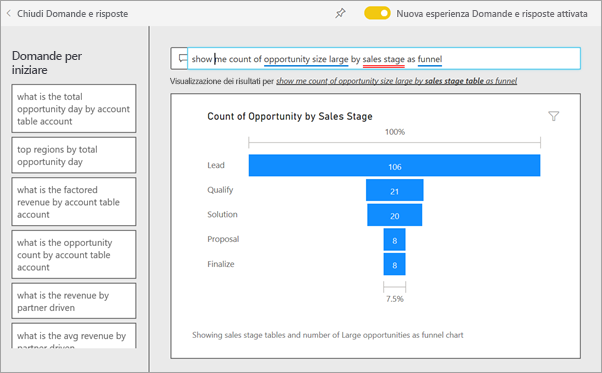 Chiudi Domande e risposte
Nuova esperienza Domande e risposte attivata
Domande per
iniziare
what is the total
opportunity day by account
table account
top regions by total
opportunity day
what is the factored
revenue by account table
account
what is the opportunity
count by account table
account
what is the revenue by
partner driven
what is the avg revenue by
partner driven
show me count of opportunity size large by sales stage as funnel
Visualizzazione dei risultati per show me count of opportunity size large by sales stage table as funnel
Count of Opportunity by Sales Stage
100%
Lead 106
Qualify 21
Solution 20
Proposal 8
Finalize 8
7.5%
Showing sales stage tables and number of Large opportunities as funnel chart